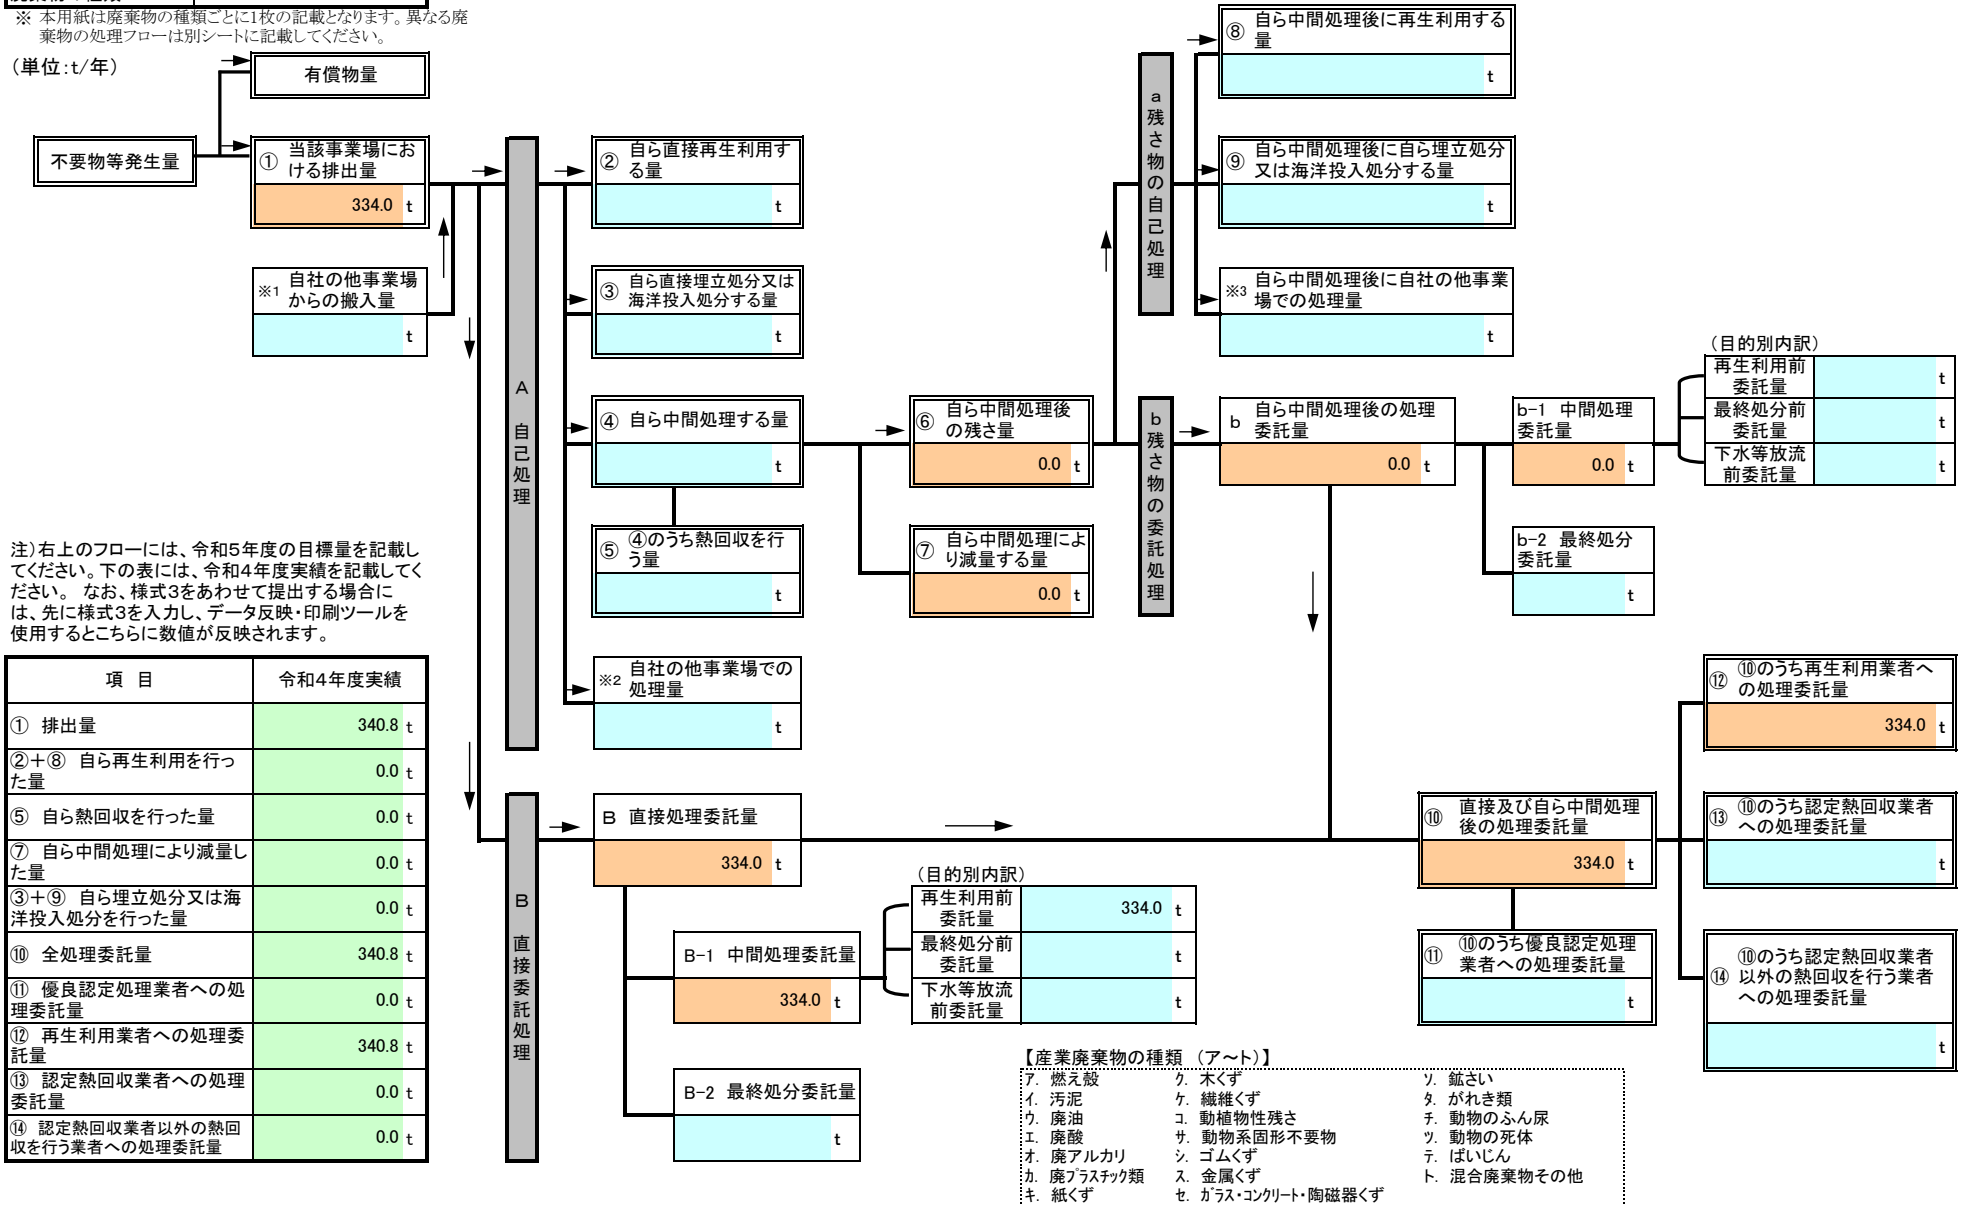 ※ 本用紙は廃棄物の種類ごとに1枚の記載となります。異なる廃
棄物の処理フローは別シートに記載してください。
（単位：t/年）
有償物量
不要物等発生量
① 当該事業場にお
ける排出量
334.0 t
※1 自社の他事業場
からの搬入量
t
A 自己処理
② 自ら直接再生利用す
る量
t
③ 自ら直接埋立処分又は
海洋投入処分する量
t
④ 自ら中間処理する量
t
⑤ ④のうち熱回収を行
う量
t
※2 自社の他事業場での
処理量
t
⑥ 自ら中間処理後
の残さ量
0.0 t
⑦ 自ら中間処理によ
り減量する量
0.0 t
a 残さ物の自己処理
⑧ 自ら中間処理後に再生利用する
量
t
⑨ 自ら中間処理後に自ら埋立処分
又は海洋投入処分する量
t
※3 自ら中間処理後に自社の他事業
場での処理量
t
b 残さ物の委託処理
b 自ら中間処理後の処理
委託量
0.0 t
b-1 中間処理
委託量
0.0 t
（目的別内訳）
再生利用前
委託量
t
最終処分前
委託量
t
下水等放流
前委託量
t
b-2 最終処分
委託量
t
注）右上のフローには、令和5年度の目標量を記載し
てください。下の表には、令和4年度実績を記載してく
ださい。 なお、様式3をあわせて提出する場合に
は、先に様式3を入力し、データ反映・印刷ツールを
使用するとこちらに数値が反映されます。
項 目 令和4年度実績
① 排出量 340.8 t
②＋⑧ 自ら再生利用を行っ
た量 0.0 t
⑤ 自ら熱回収を行った量 0.0 t
⑦ 自ら中間処理により減量し
た量 0.0 t
③＋⑨ 自ら埋立処分又は海
洋投入処分を行った量 0.0 t
⑩ 全処理委託量 340.8 t
⑪ 優良認定処理業者への処
理委託量 0.0 t
⑫ 再生利用業者への処理委
託量 340.8 t
⑬ 認定熱回収業者への処理
委託量 0.0 t
⑭ 認定熱回収業者以外の熱回
収を行う業者への処理委託量 0.0 t
B 直接委託処理
B 直接処理委託量
334.0 t
B-1 中間処理委託量
334.0 t
B-2 最終処分委託量
t
（目的別内訳）
再生利用前
委託量
334.0 t
最終処分前
委託量
t
下水等放流
前委託量
t
⑩ 直接及び自ら中間処理
後の処理委託量
334.0 t
⑪ ⑩のうち優良認定処理
業者への処理委託量
t
⑫ ⑩のうち再生利用業者へ
の処理委託量
334.0 t
⑬ ⑩のうち認定熱回収業者
への処理委託量
t
⑭ ⑩のうち認定熱回収業者
以外の熱回収を行う業者
への処理委託量
t
【産業廃棄物の種類 （ア～ト）】
ア. 燃え殻 ク. 木くず ソ. 鉱さい
イ. 汚泥 ケ. 繊維くず タ. がれき類
ウ. 廃油 コ. 動植物性残さ チ. 動物のふん尿
エ. 廃酸 サ. 動物系固形不要物 ツ. 動物の死体
オ. 廃アルカリ シ. ゴムくず テ. ばいじん
カ. 廃プラスチック類 ス. 金属くず ト. 混合廃棄物その他
キ. 紙くず セ. ガラス・コンクリート・陶磁器くず